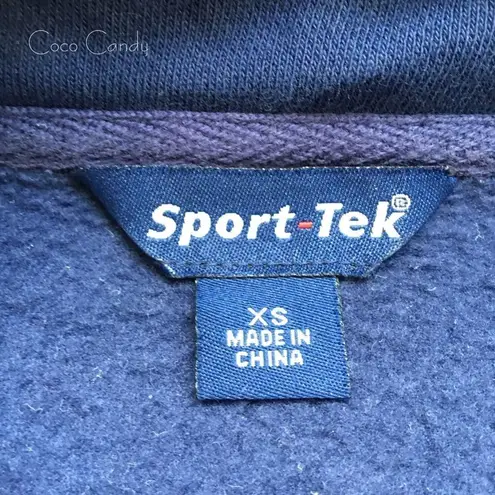 Coco Candy
Sport-Tek®
XS
MADE IN
CHINA